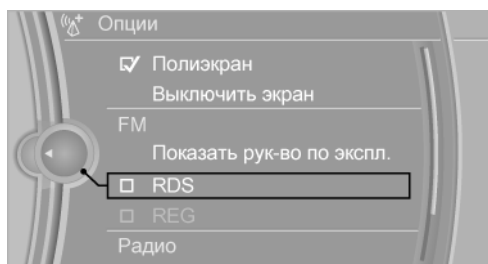 Опции
Полиэкран
Выключить экран
FM
Показать рук-во по экспл.
RDS
REG
Радио